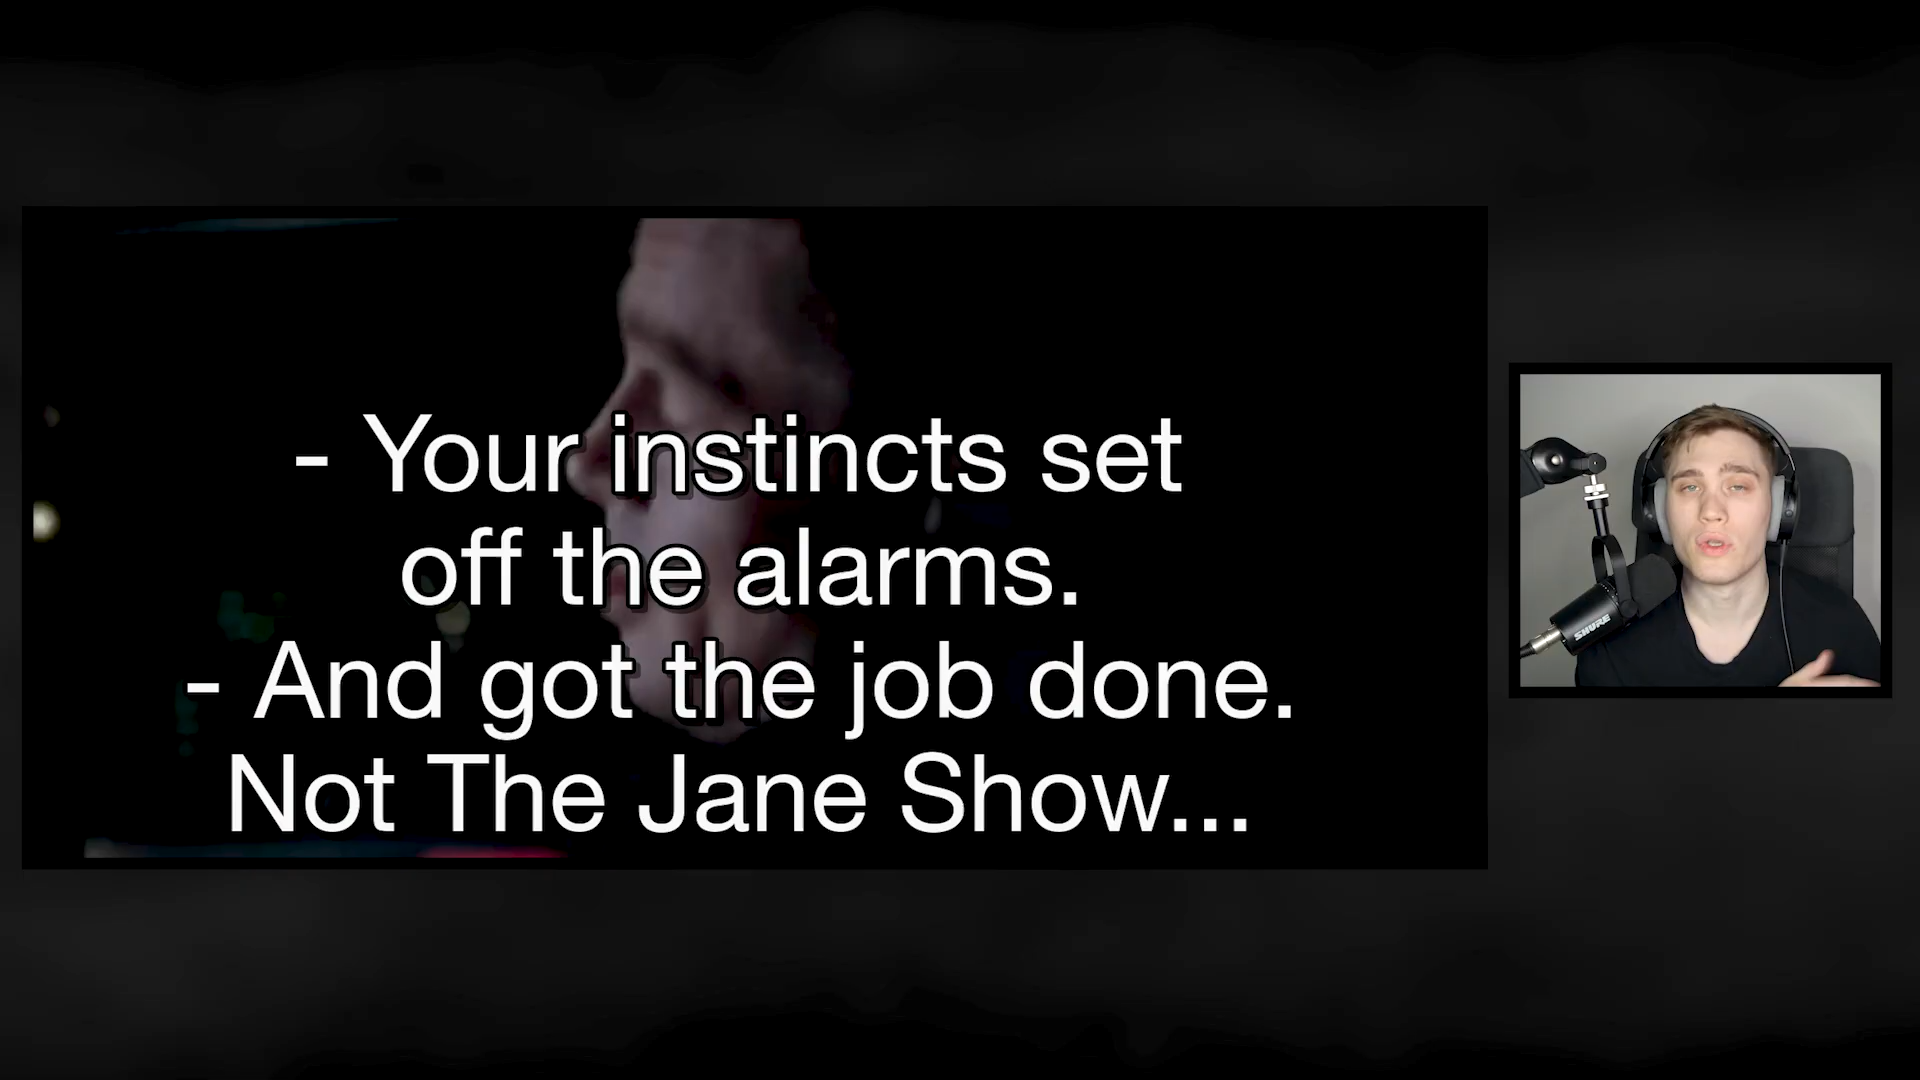 - Your instincts set
off the alarms.
- And got the job done.
Not The Jane Show...
SHURE